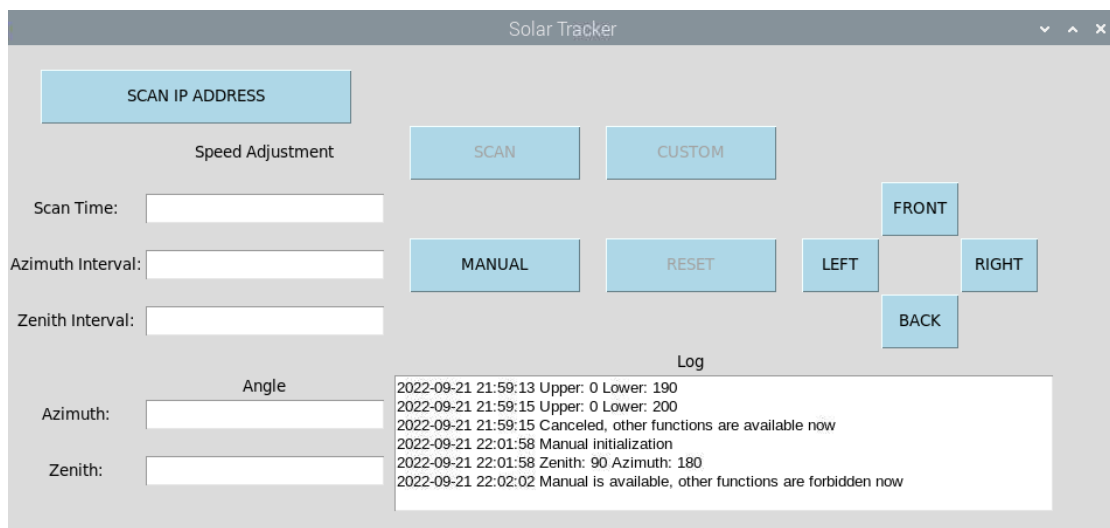 Solar Tracker
SCAN IP ADDRESS
Speed Adjustment
SCAN
CUSTOM
Scan Time:
FRONT
Azimuth Interval:
MANUAL
RESET
LEFT
RIGHT
Zenith Interval:
BACK
Log
Angle
2022-09-21 21:59:13 Upper: 0 Lower: 190
2022-09-21 21:59:15 Upper: 0 Lower: 200
Azimuth:
2022-09-21 21:59:15 Canceled, other functions are available now
2022-09-21 22:01:58 Manual initialization
2022-09-21 22:01:58 Zenith: 90 Azimuth: 180
Zenith:
2022-09-21 22:02:02 Manual is available, other functions are forbidden now